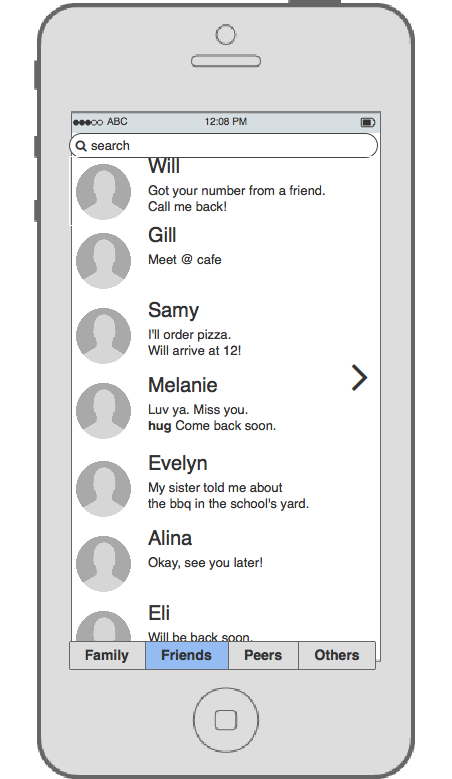 ABC 12:08 PM
search
Will
Got your number from a friend.
Call me back!
Gill
Meet @ cafe
Samy
I'll order pizza.
Will arrive at 12!
Melanie
Luv ya. Miss you.
hug Come back soon.
Evelyn
My sister told me about
the bbq in the school's yard.
Alina
Okay, see you later!
Eli
Will be back soon.
Family Friends Peers Others